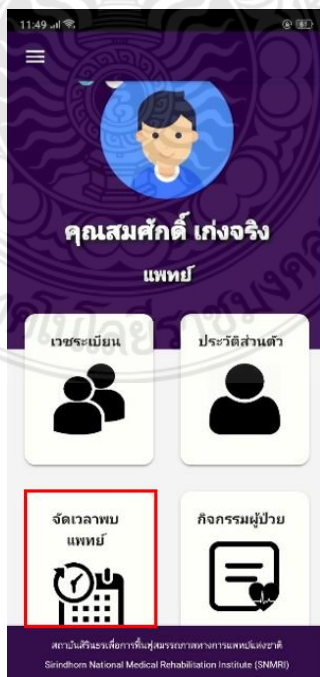 11:49
คุณสมศักดิ์ เก่งจริง
แพทย์
เวชระเบียน
ประวัติส่วนตัว
จัดเวลาพบ
แพทย์
กิจกรรมผู้ป่วย
สถาบันสิรินธรเพื่อการฟื้นฟูสมรรถภาพทางการแพทย์แห่งชาติ
Sirindhorn National Medical Rehabilitation Institute (SNMRI)